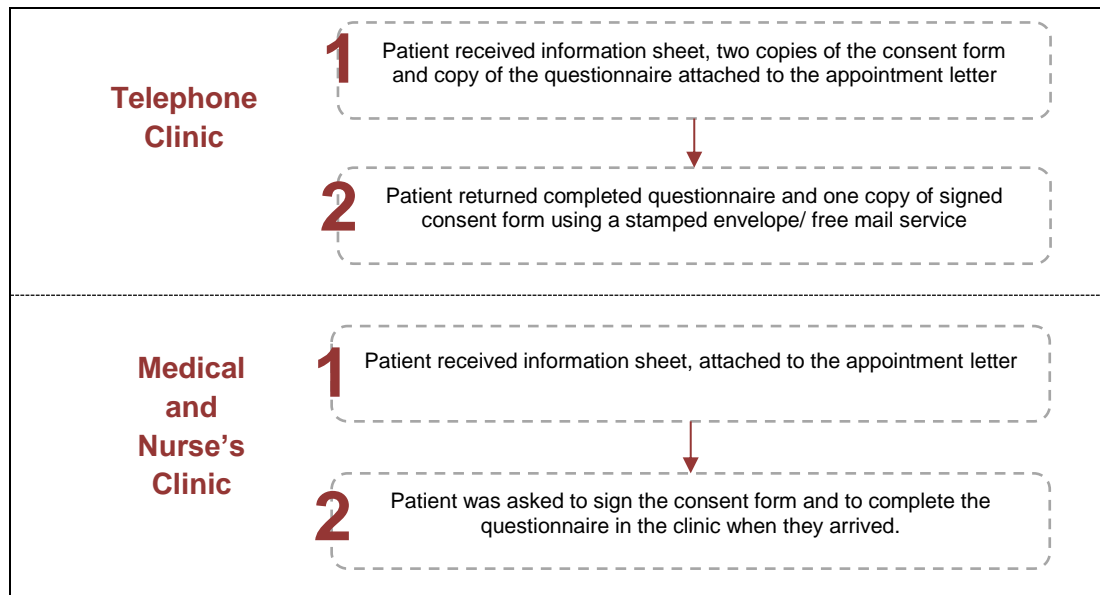 Telephone
Clinic
1
Patient received information sheet, two copies of the consent form
and copy of the questionnaire attached to the appointment letter
2
Patient returned completed questionnaire and one copy of signed
consent form using a stamped envelope/ free mail service
Medical
and
Nurse’s
Clinic
1
Patient received information sheet, attached to the appointment letter
2
Patient was asked to sign the consent form and to complete the
questionnaire in the clinic when they arrived.